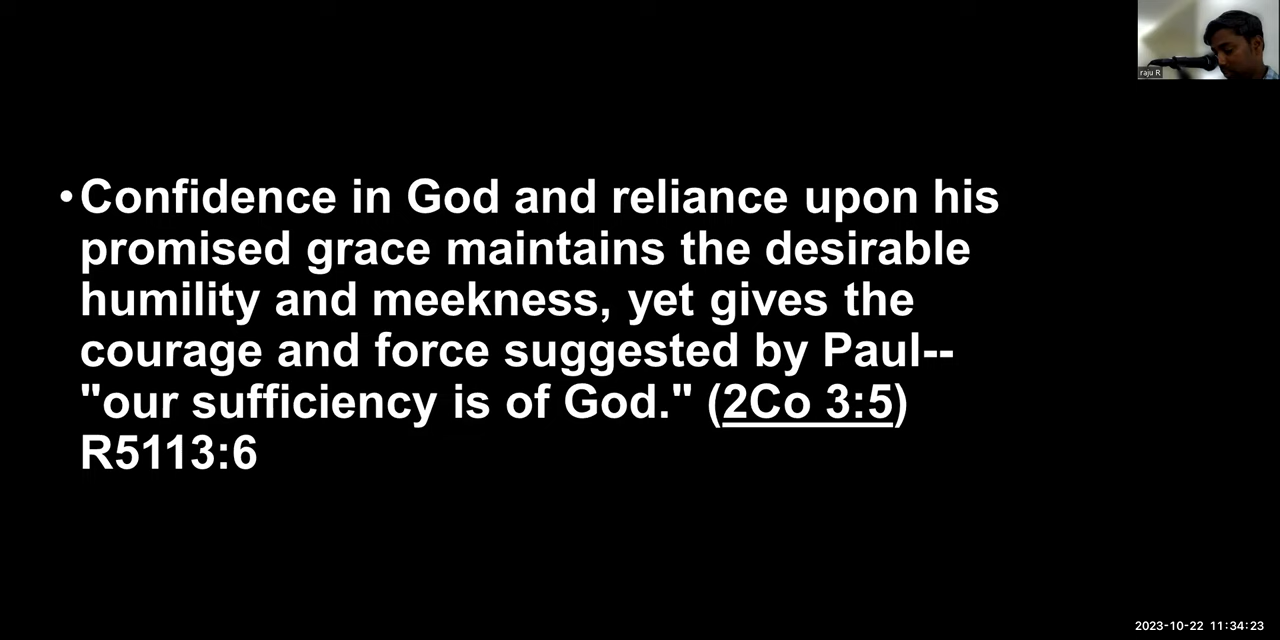 raju R
•Confidence in God and reliance upon his
promised grace maintains the desirable
humility and meekness, yet gives the
courage and force suggested by Paul--
"our sufficiency is of God." (2Co 3:5)
R5113:6
2023-10-22 11:34:23